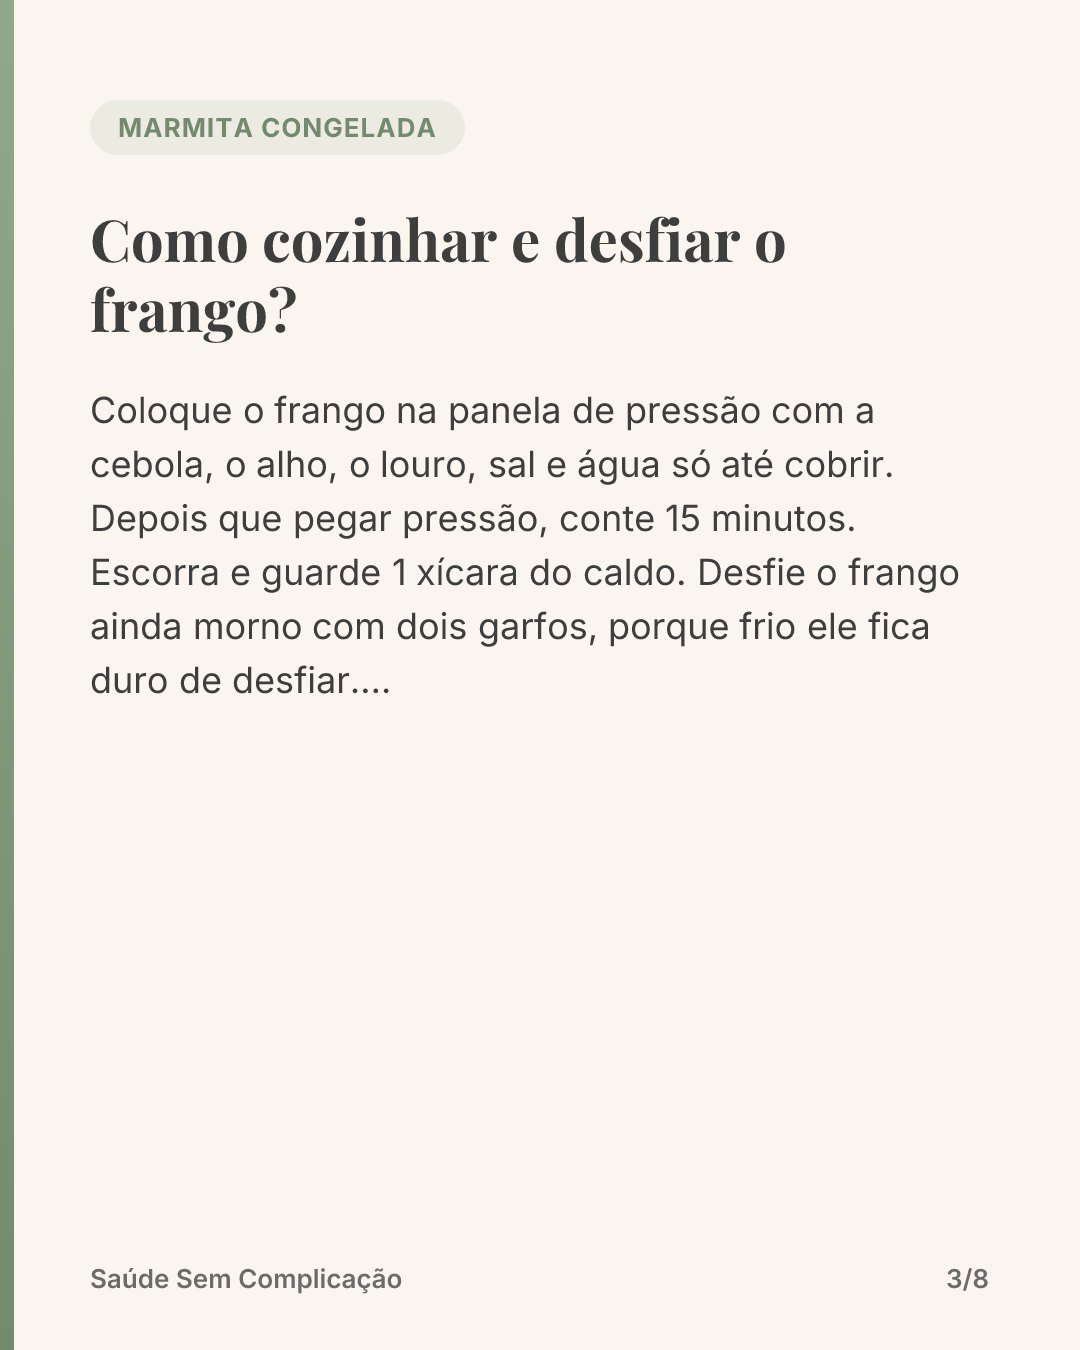 MARMITA CONGELADA
Como cozinhar e desfiar o
frango?
Coloque o frango na panela de pressão com a
cebola, o alho, o louro, sal e água só até cobrir.
Depois que pegar pressão, conte 15 minutos.
Escorra e guarde 1 xícara do caldo. Desfie o frango
ainda morno com dois garfos, porque frio ele fica
duro de desfiar....
Saúde Sem Complicação
3/8